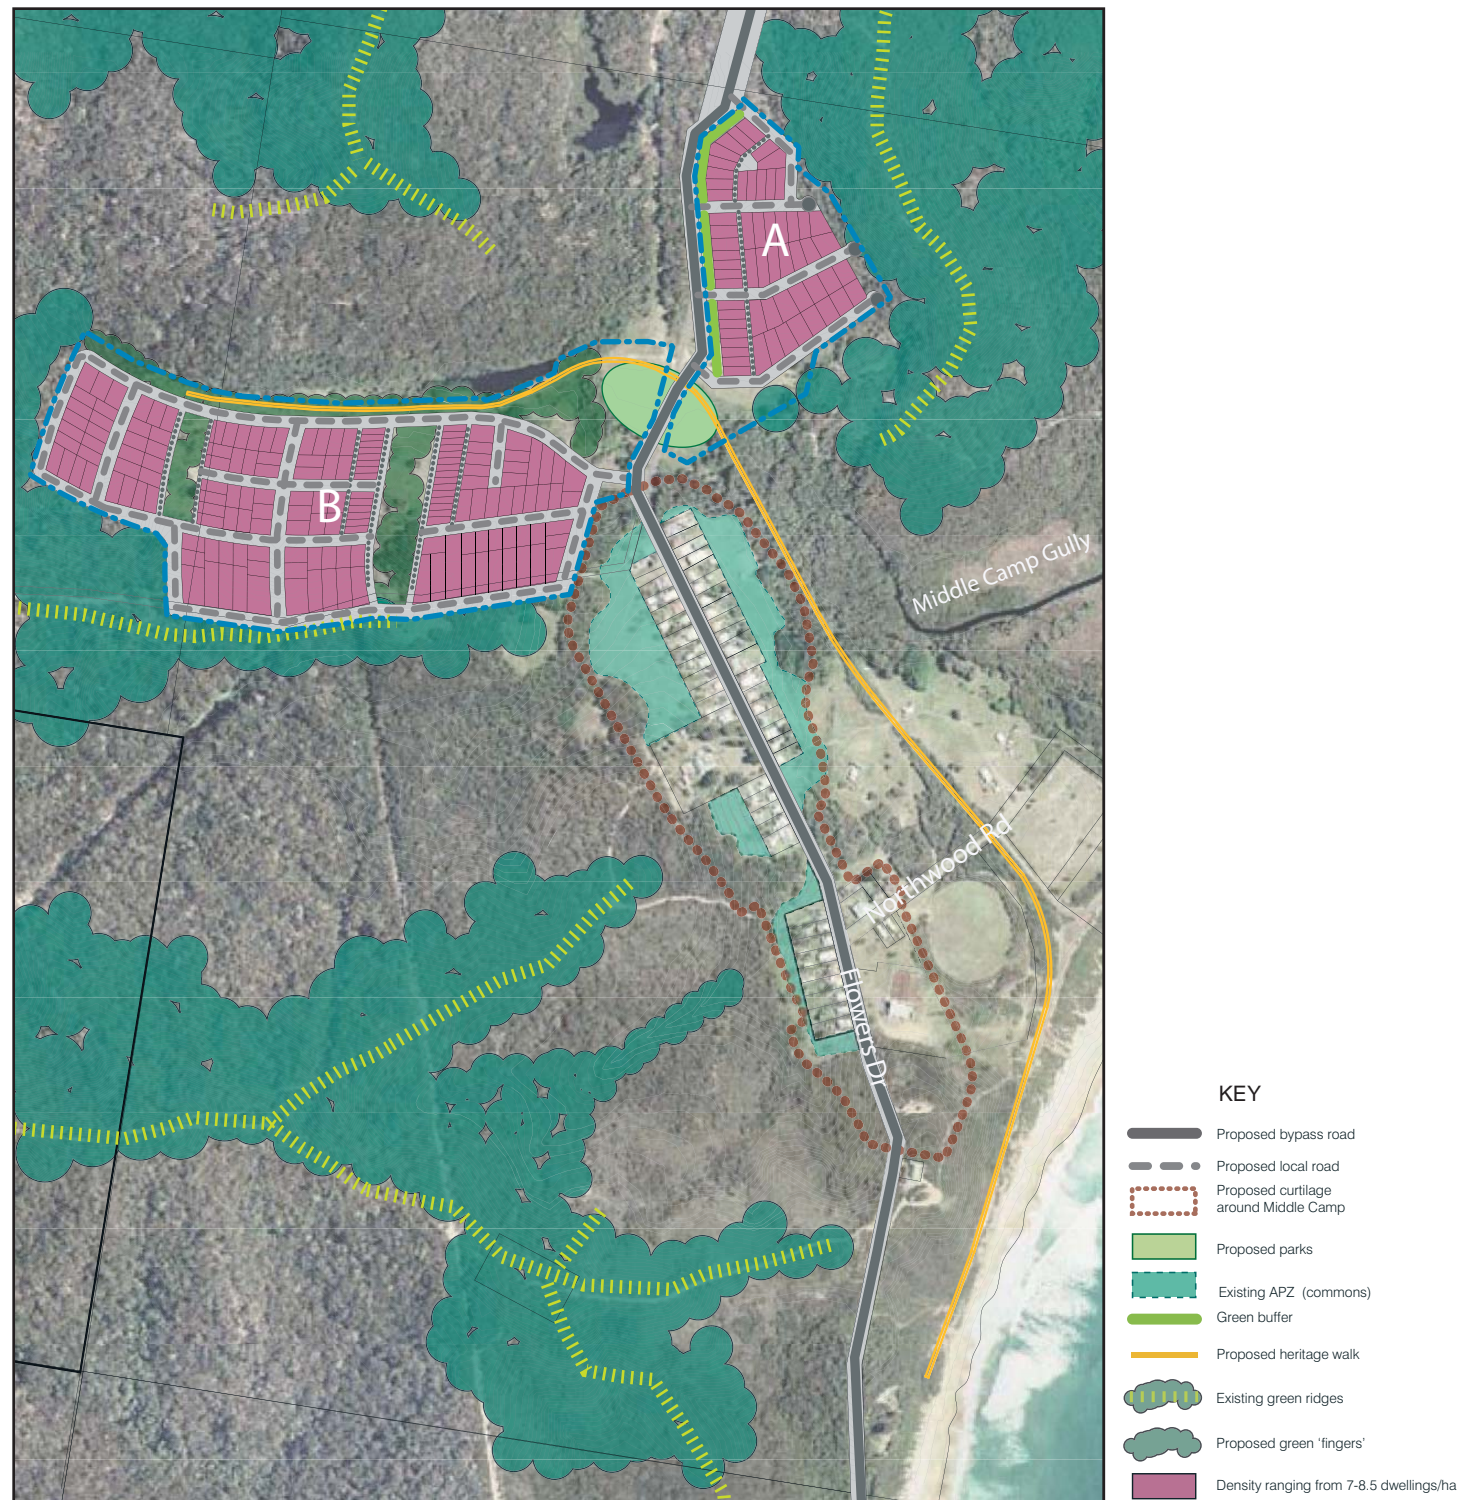 A
B
Middle Camp Gully
Northwood Rd
Flowers Dr
KEY
Proposed bypass road
Proposed local road
Proposed curtilage
around Middle Camp
Proposed parks
Existing APZ (commons)
Green buffer
Proposed heritage walk
Existing green ridges
Proposed green ‘fingers’
Density ranging from 7-8.5 dwellings/ha